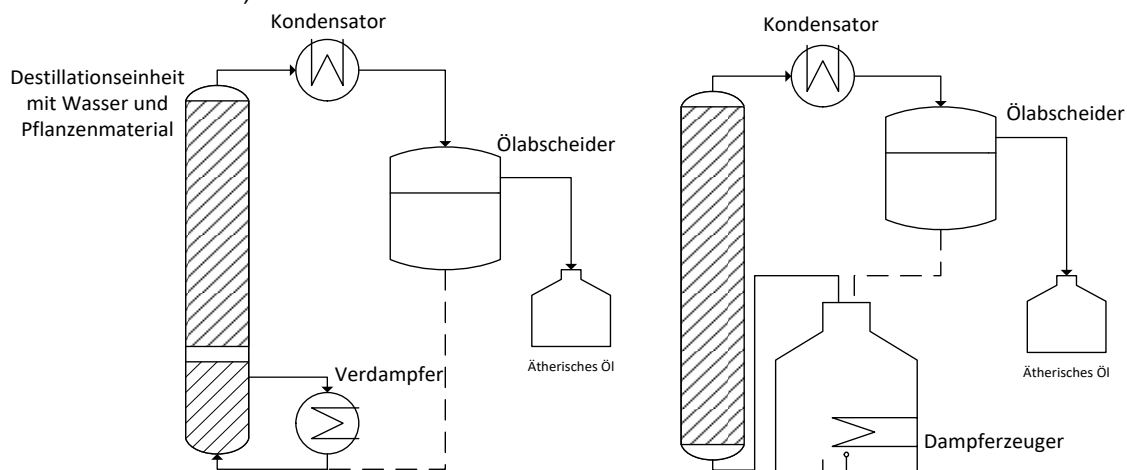 )
Kondensator
Destillationseinheit
mit Wasser und
Pflanzenmaterial
Ölabscheider
Ätherisches Öl
Verdampfer
Kondensator
Ölabscheider
Ätherisches Öl
Dampferzeuger